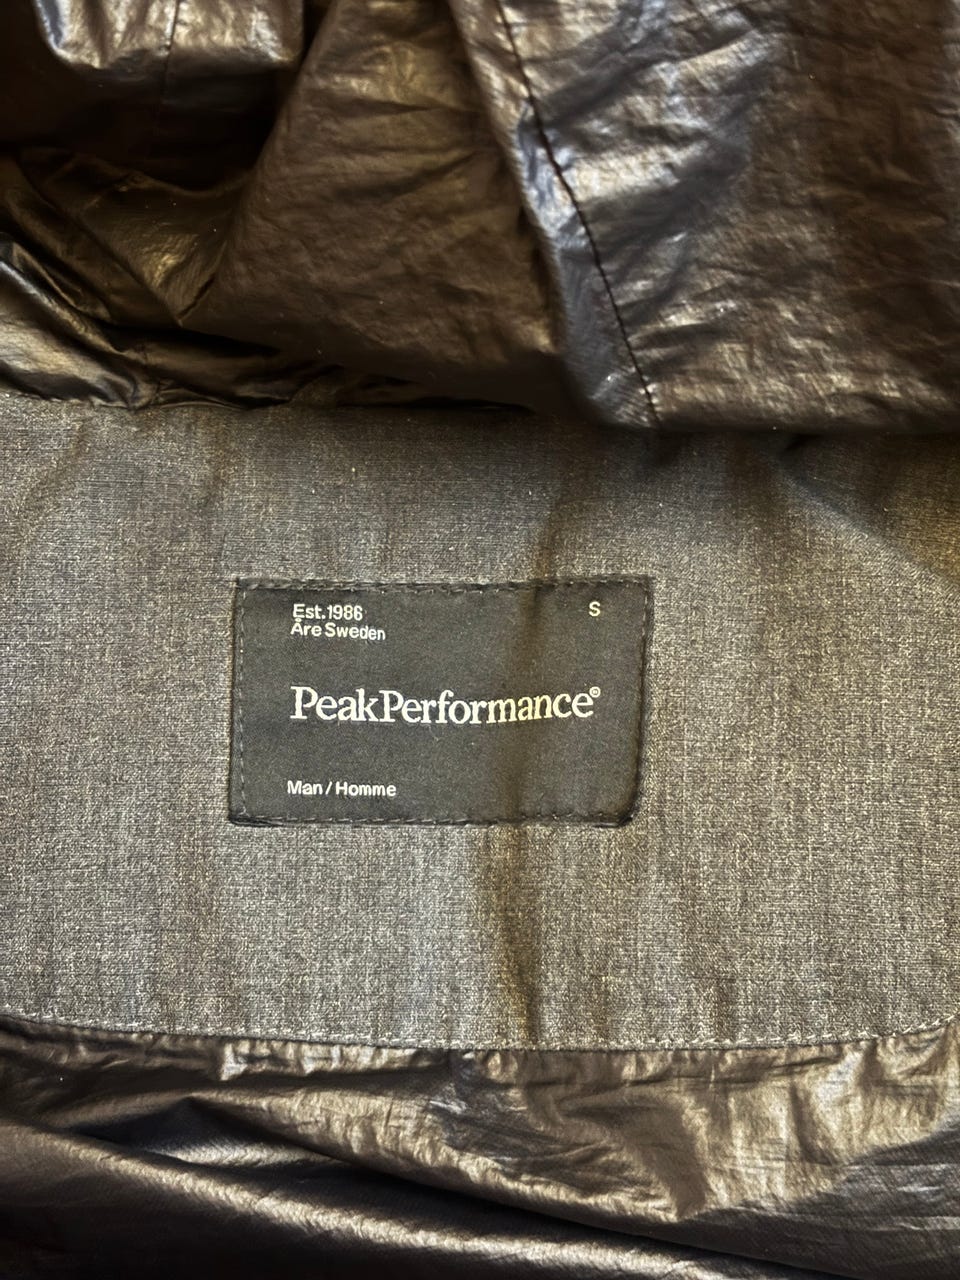 Est.1986
Åre Sweden
S
PeakPerformance®
Man / Homme